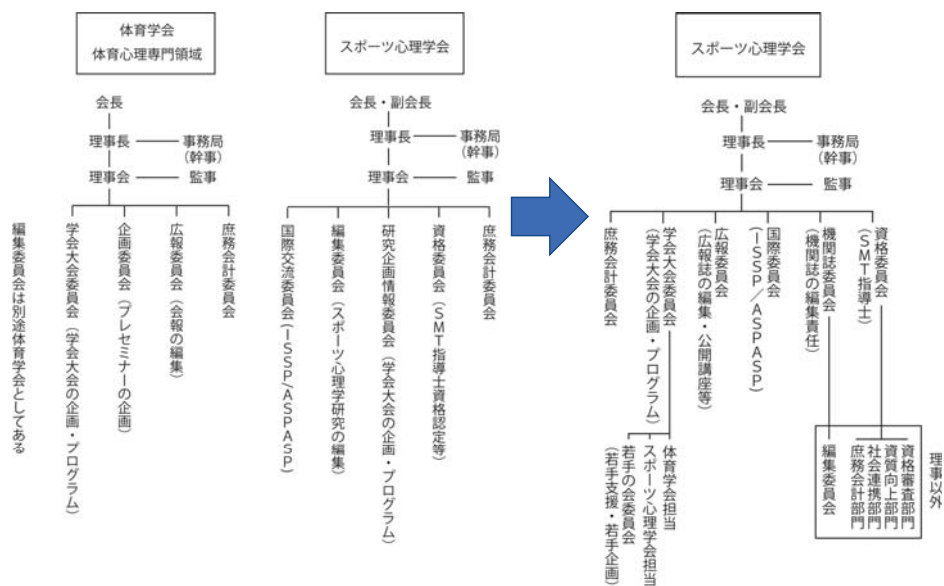 体育学会
体育心理専門領域
会長
理事長
事務局
（幹事）
理事会
監事
編集委員会は別途体育学会としてある
学会大会委員会（学会大会の企画・プログラム）
企画委員会（プレセミナーの企画）
広報委員会（会報の編集）
庶務会計委員会
スポーツ心理学会
会長・副会長
理事長
事務局
（幹事）
理事会
監事
国際交流委員会（ISSP/ASPASP）
編集委員会（スポーツ心理学研究の編集）
研究企画情報委員会（学会大会の企画・プログラム）
資格委員会（SMT指導士資格認定等）
庶務会計委員会
スポーツ心理学会
会長・副会長
理事長
事務局
（幹事）
理事会
監事
庶務会計委員会
学会大会委員会
（学会大会の企画・プログラム）
広報委員会
（広報誌の編集・公開講座等）
国際委員会
（ISSP/ASPASP）
機関誌委員会
（機関誌の編集責任）
資格委員会
（SMT指導士）
体育学会担当
スポーツ心理学会担当
若手の会委員会
（若手支援・若手企画）
編集委員会
資格審査部門
資質向上部門
社会連携部門
庶務会計部門
理事以外